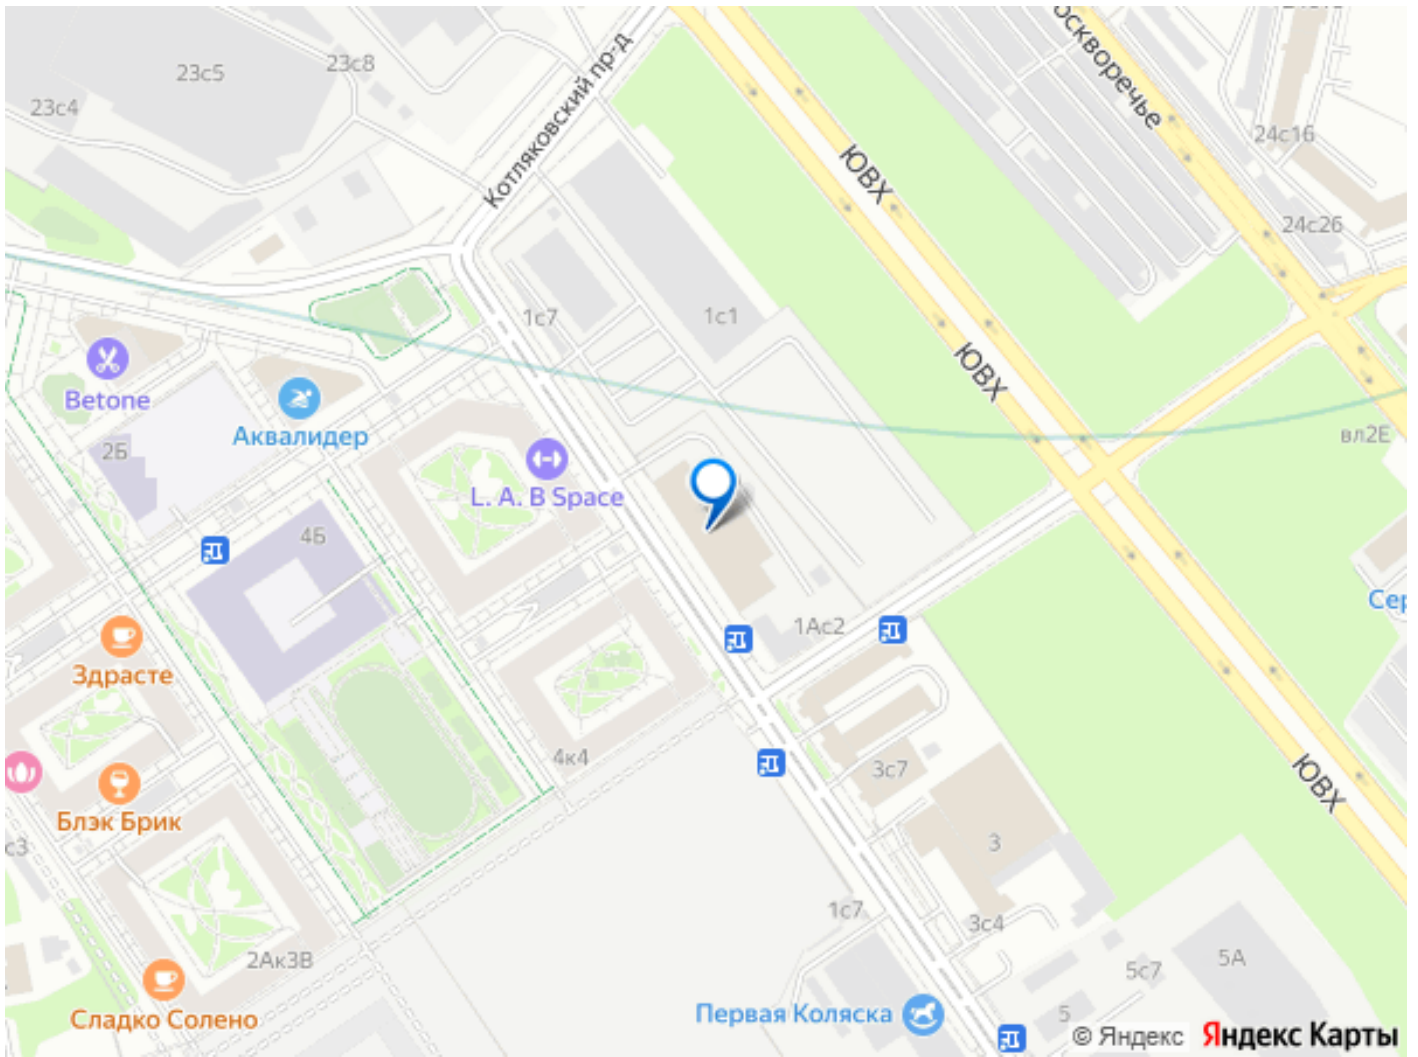 23с5
23с8
23с4
Котляковский пр-д
оскворечье
ЮВХ
24с16
24с26
1с7
1с1
ЮВХ
Betone
Аквалидер
2Б
вл2Е
L. A. B Space
4Б
Сер
1Ас2
Здрасте
4к4
3с7
ЮВХ
Блэк Брик
с3
3
1с7
3с4
2Ак3В
5А
5с7
Первая Коляска
5
Сладко Солено
© Яндекс Яндекс Карты